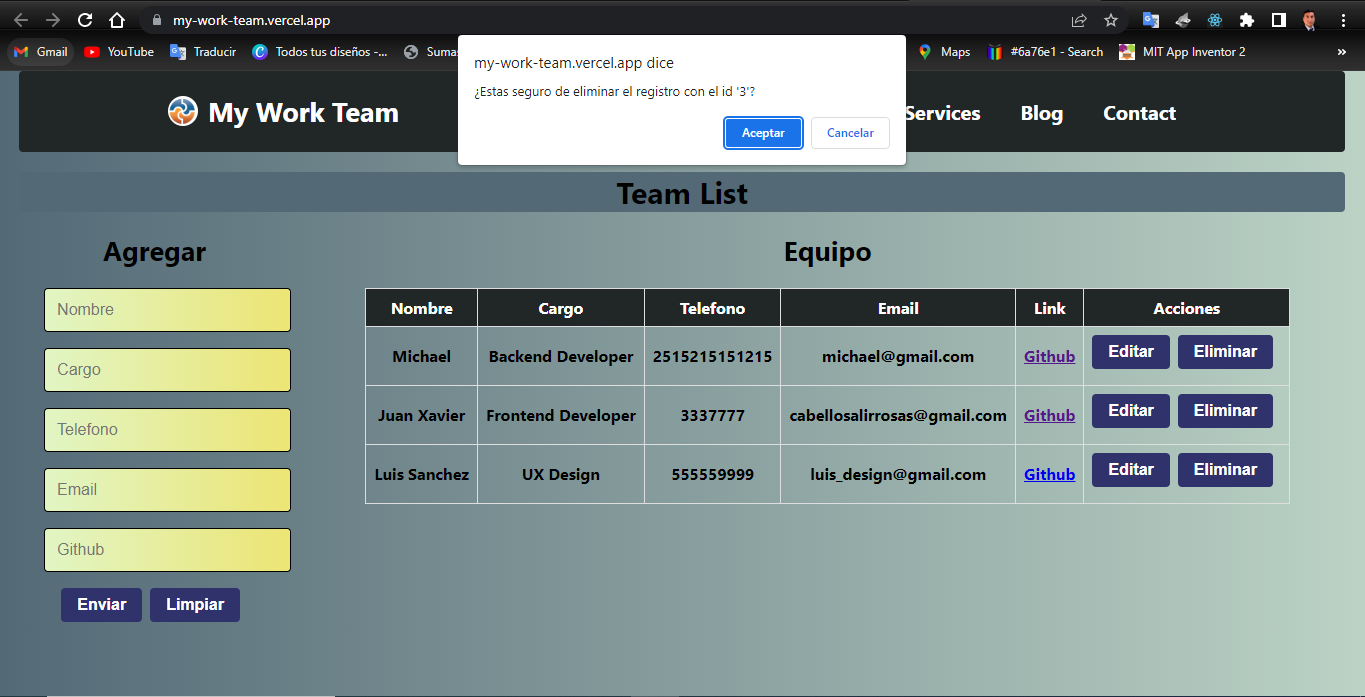 my-work-team.vercel.app
Gmail YouTube Traducir Todos tus diseños -... Sumas Maps #6a76e1 - Search MIT App Inventor 2 »
my-work-team.vercel.app dice
¿Estas seguro de eliminar el registro con el id '3'?
Aceptar Cancelar
My Work Team Services Blog Contact
Team List
Agregar
Nombre
Cargo
Telefono
Email
Github
Enviar Limpiar
Equipo
Nombre Cargo Telefono Email Link Acciones
Michael Backend Developer 2515215151215 michael@gmail.com Github Editar Eliminar
Juan Xavier Frontend Developer 3337777 cabellosalirrosas@gmail.com Github Editar Eliminar
Luis Sanchez UX Design 555559999 luis_design@gmail.com Github Editar Eliminar